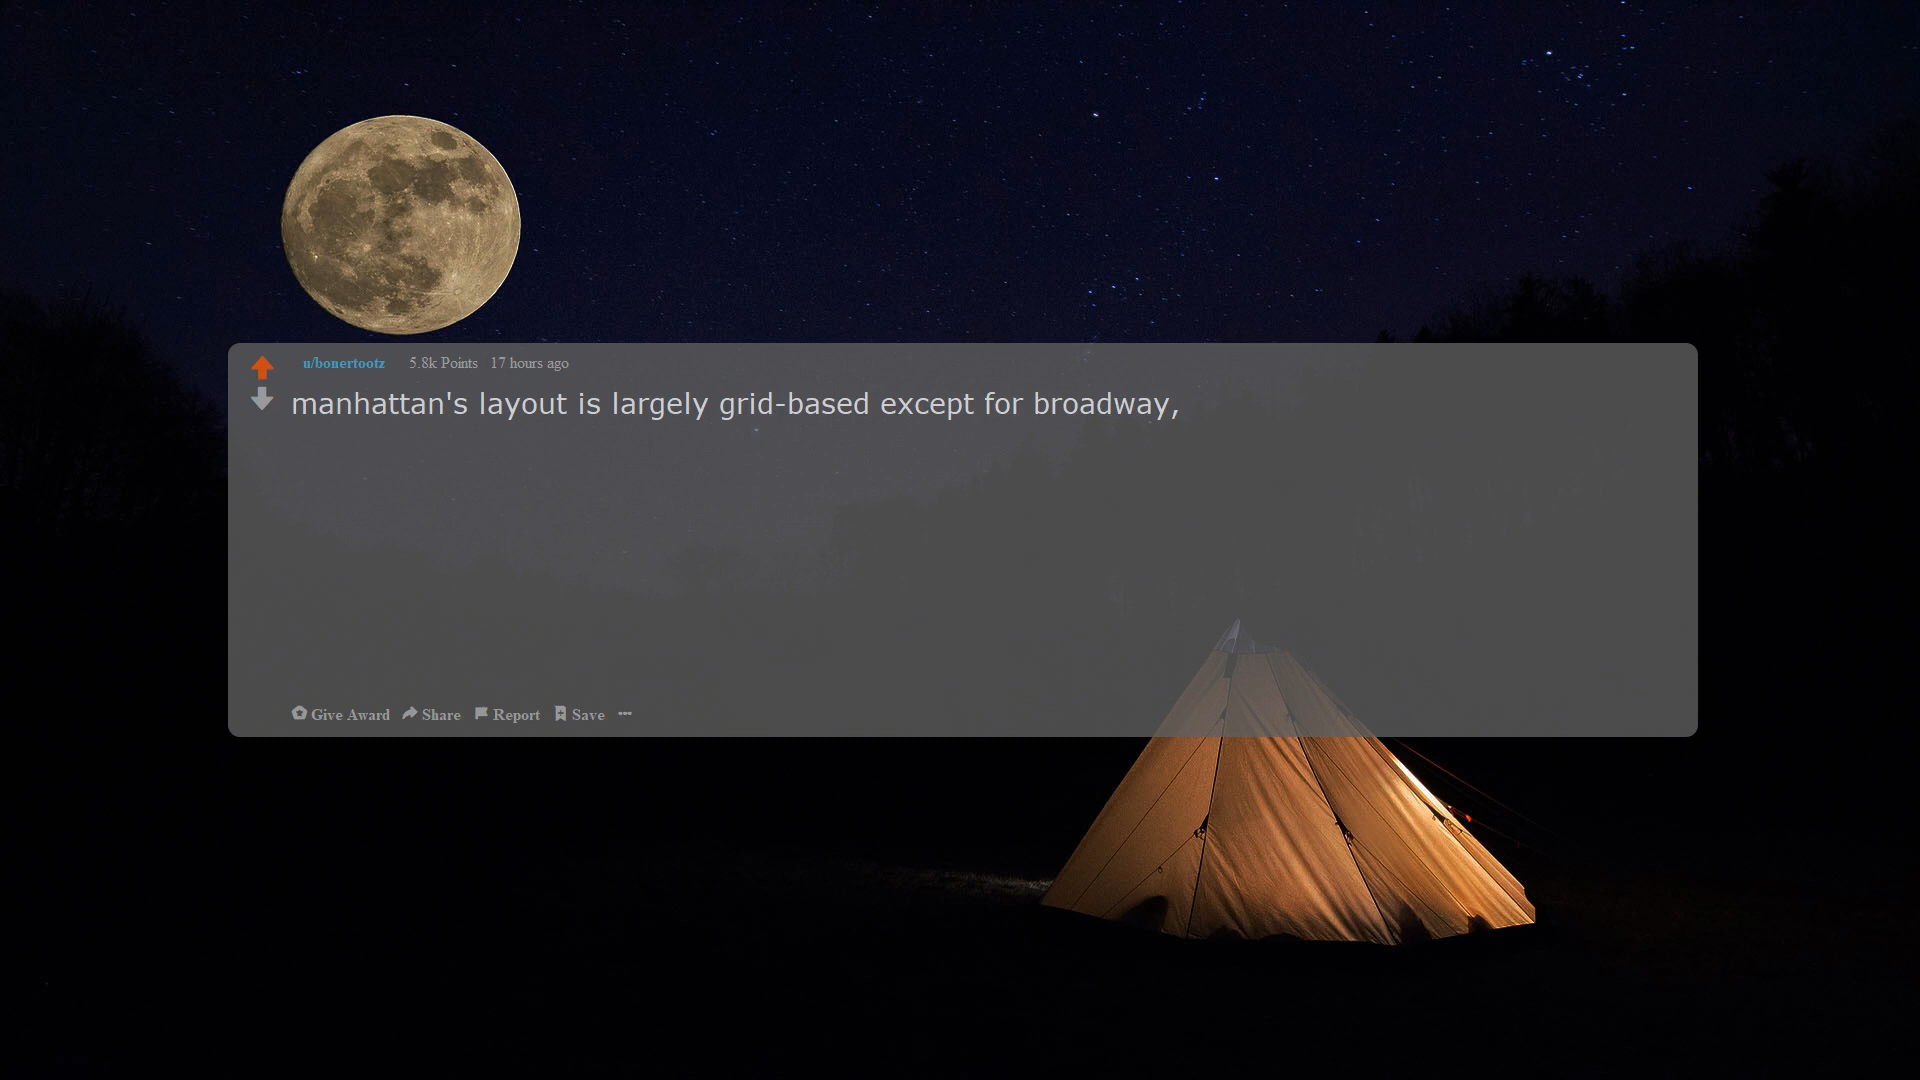 u/bonertootz 5.8k Points 17 hours ago
manhattan's layout is largely grid-based except for broadway,
Give Award Share Report Save